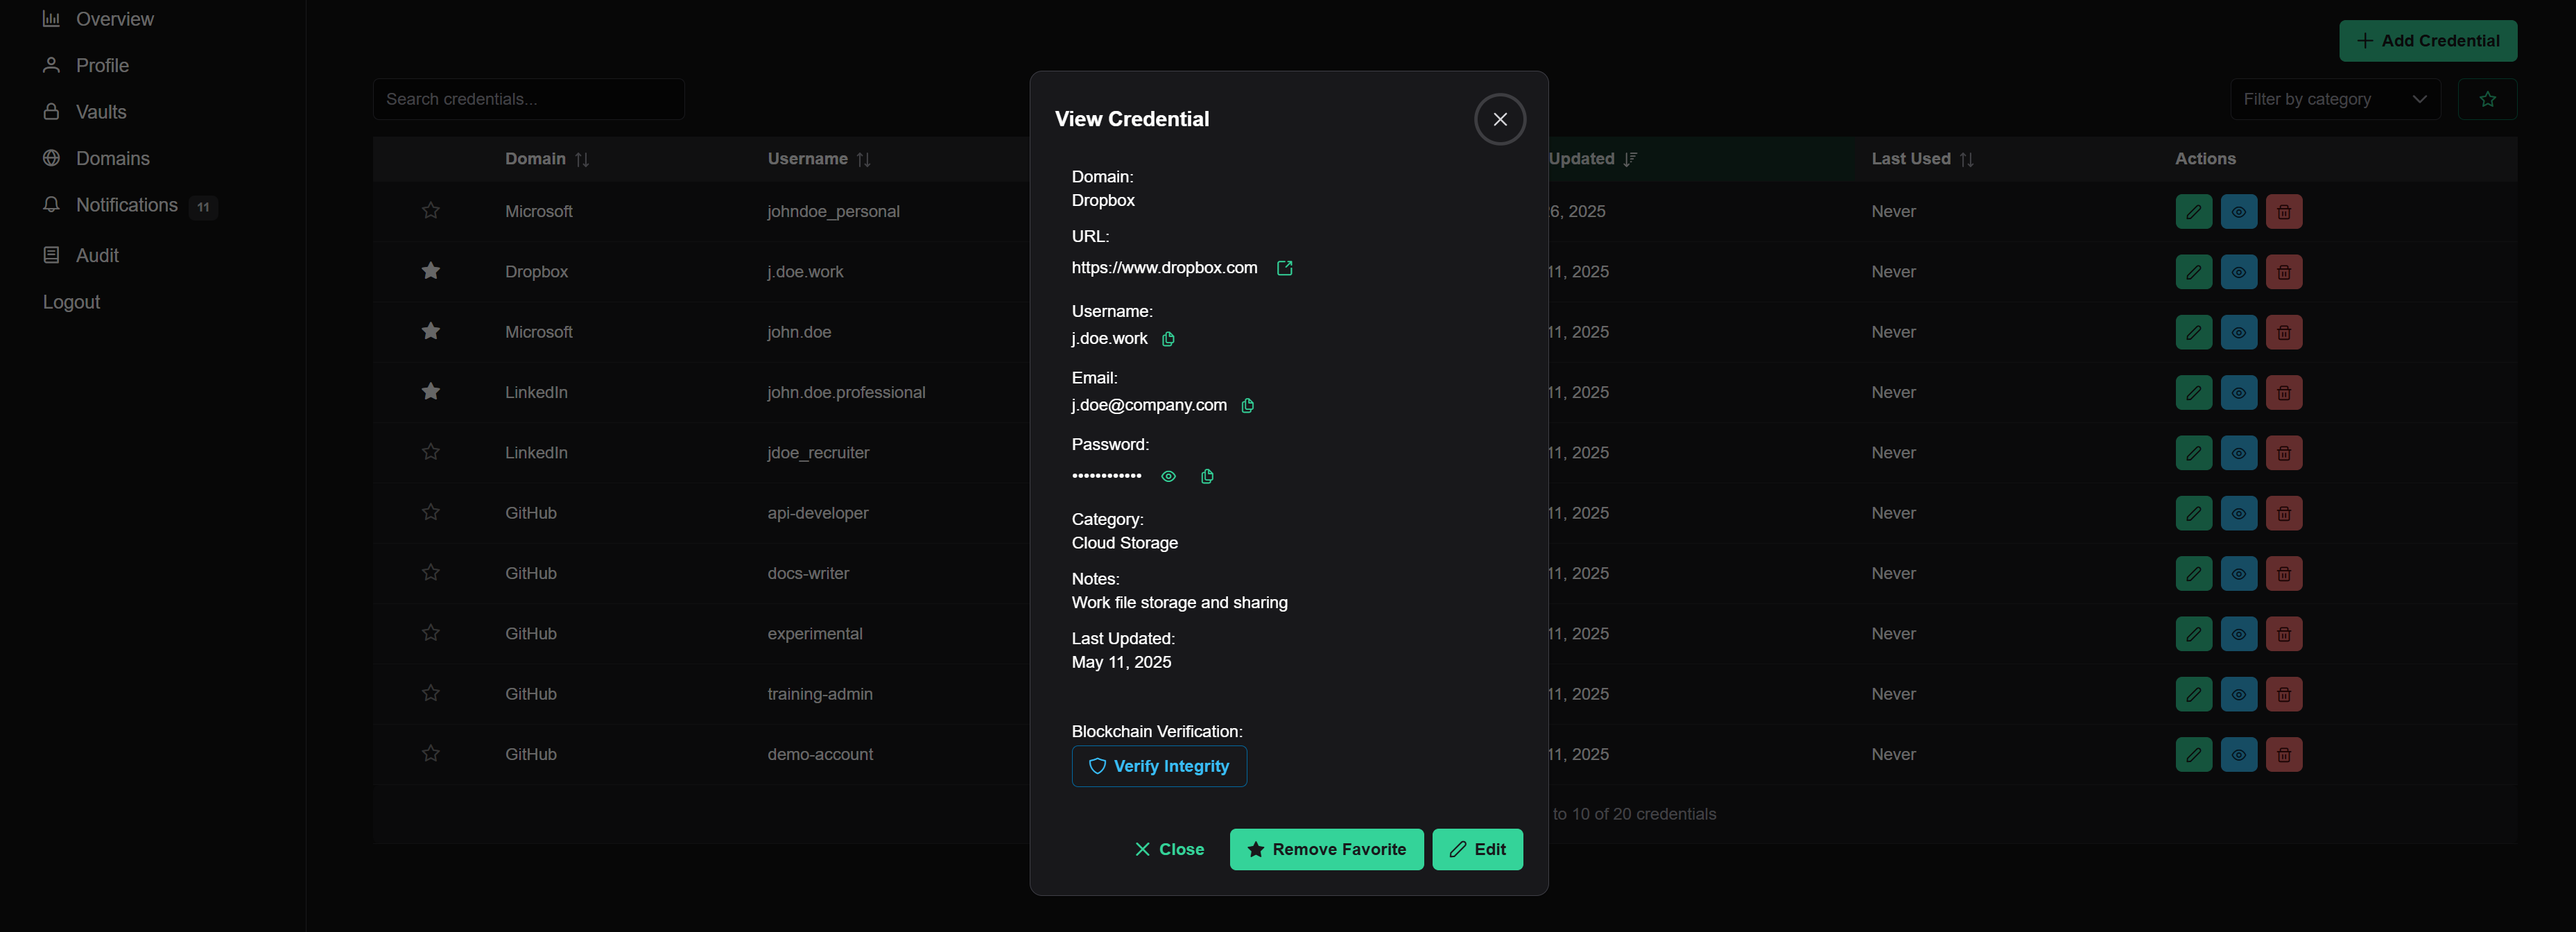 Overview
Profile
Vaults
Domains
Notifications 11
Audit
Logout
+ Add Credential
Search credentials...
Filter by category
Domain Username Updated Last Used Actions
Microsoft johndoe_personal 6, 2025 Never
Dropbox j.doe.work 11, 2025 Never
Microsoft john.doe 11, 2025 Never
LinkedIn john.doe.professional 11, 2025 Never
LinkedIn jdoe_recruiter 11, 2025 Never
GitHub api-developer 11, 2025 Never
GitHub docs-writer 11, 2025 Never
GitHub experimental 11, 2025 Never
GitHub training-admin 11, 2025 Never
GitHub demo-account 11, 2025 Never
to 10 of 20 credentials
View Credential
Domain:
Dropbox
URL:
https://www.dropbox.com
Username:
j.doe.work
Email:
j.doe@company.com
Password:
••••••••••••
Category:
Cloud Storage
Notes:
Work file storage and sharing
Last Updated:
May 11, 2025
Blockchain Verification:
Verify Integrity
Close Remove Favorite Edit